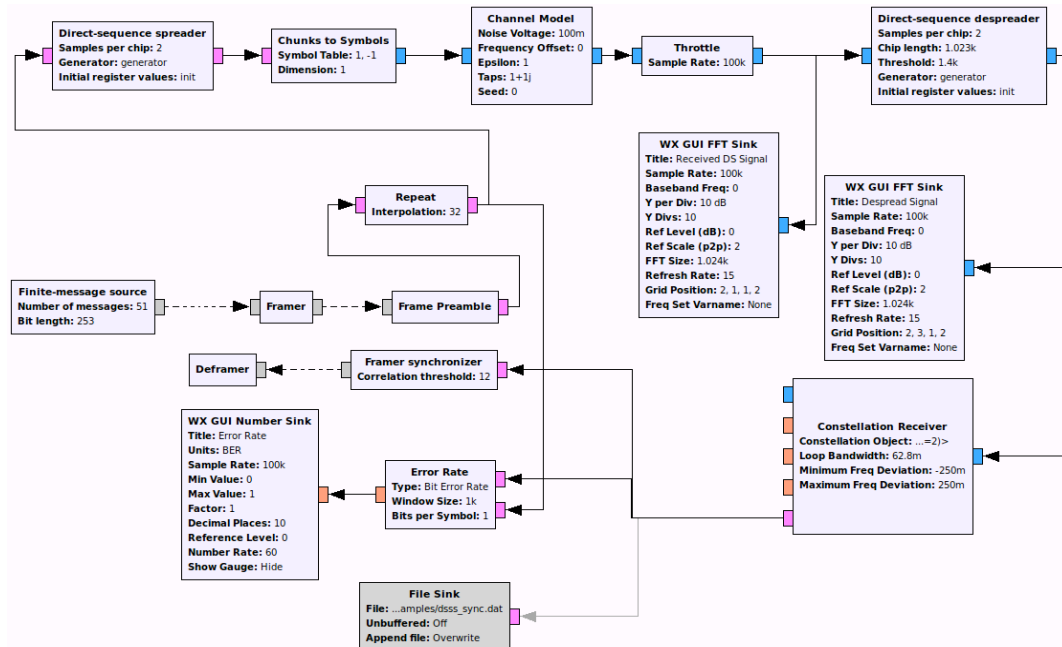 Direct-sequence spreader
Samples per chip: 2
Generator: generator
Initial register values: init
Chunks to Symbols
Symbol Table: 1, -1
Dimension: 1
Channel Model
Noise Voltage: 100m
Frequency Offset: 0
Epsilon: 1
Taps: 1+1j
Seed: 0
Throttle
Sample Rate: 100k
Direct-sequence despreader
Samples per chip: 2
Chip length: 1.023k
Threshold: 1.4k
Generator: generator
Initial register values: init
WX GUI FFT Sink
Title: Received DS Signal
Sample Rate: 100k
Baseband Freq: 0
Y per Div: 10 dB
Y Divs: 10
Ref Level (dB): 0
Ref Scale (p2p): 2
FFT Size: 1.024k
Refresh Rate: 15
Grid Position: 2, 1, 1, 2
Freq Set Varname: None
WX GUI FFT Sink
Title: Despread Signal
Sample Rate: 100k
Baseband Freq: 0
Y per Div: 10 dB
Y Divs: 10
Ref Level (dB): 0
Ref Scale (p2p): 2
FFT Size: 1.024k
Refresh Rate: 15
Grid Position: 2, 3, 1, 2
Freq Set Varname: None
Repeat
Interpolation: 32
Finite-message source
Number of messages: 51
Bit length: 253
Framer
Frame Preamble
Deframer
Framer synchronizer
Correlation threshold: 12
WX GUI Number Sink
Title: Error Rate
Units: BER
Sample Rate: 100k
Min Value: 0
Max Value: 1
Factor: 1
Decimal Places: 10
Reference Level: 0
Number Rate: 60
Show Gauge: Hide
Error Rate
Type: Bit Error Rate
Window Size: 1k
Bits per Symbol: 1
Constellation Receiver
Constellation Object: ...=2)>
Loop Bandwidth: 62.8m
Minimum Freq Deviation: -250m
Maximum Freq Deviation: 250m
File Sink
File: ...amples/dsss_sync.dat
Unbuffered: Off
Append file: Overwrite